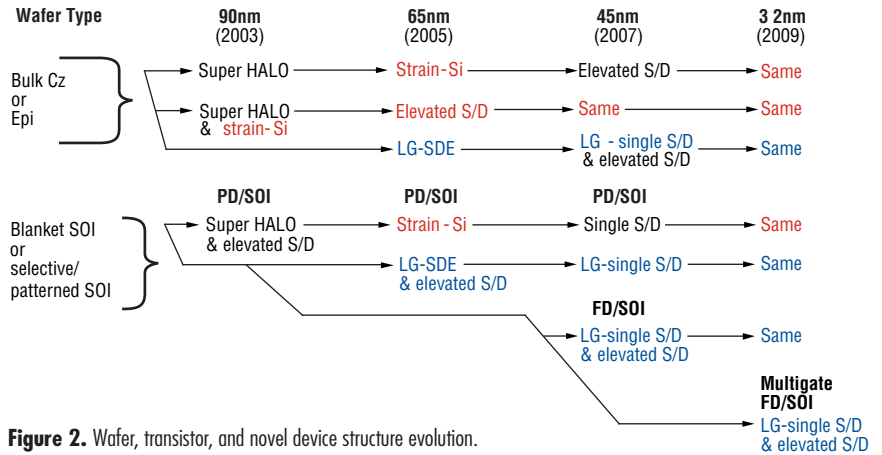 Wafer Type 90nm 65nm 45nm 3 2nm
(2003) (2005) (2007) (2009)
Bulk Cz
or
Epi
Super HALO Strain-Si Elevated S/D Same
Super HALO Elevated S/D Same Same
& strain-Si
LG-SDE LG - single S/D Same
& elevated S/D
PD/SOI PD/SOI PD/SOI
Blanket SOI
or
selective/
patterned SOI
Super HALO Strain-Si Single S/D Same
& elevated S/D
LG-SDE LG-single S/D Same
& elevated S/D
FD/SOI
LG-single S/D Same
& elevated S/D
Multigate
FD/SOI
LG-single S/D
& elevated S/D
Figure 2. Wafer, transistor, and novel device structure evolution.